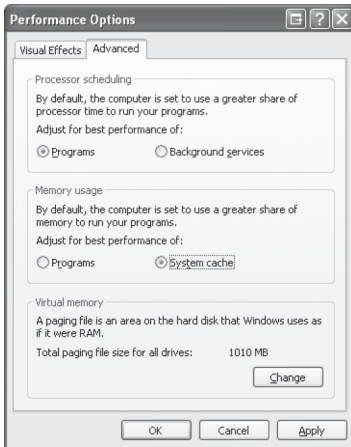 Performance Options
Visual Effects Advanced
Processor scheduling
By default, the computer is set to use a greater share of
processor time to run your programs.
Adjust for best performance of:
Programs Background services
Memory usage
By default, the computer is set to use a greater share of
memory to run your programs.
Adjust for best performance of:
Programs System cache
Virtual memory
A paging file is an area on the hard disk that Windows uses as
if it were RAM.
Total paging file size for all drives: 1010 MB
Change
OK Cancel Apply